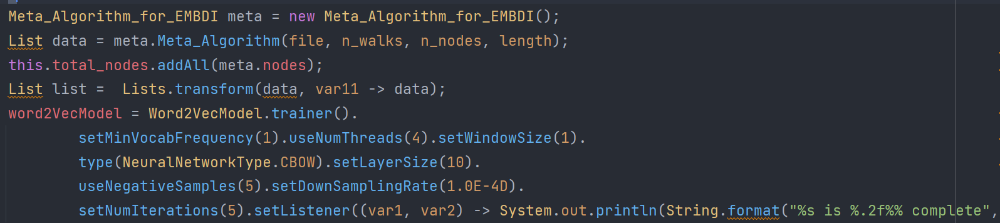 Meta_Algorithm_for_EMBDI meta = new Meta_Algorithm_for_EMBDI();
List data = meta.Meta_Algorithm(file, n_walks, n_nodes, length);
this.total_nodes.addAll(meta.nodes);
List list =  Lists.transform(data, var11 -> data);
word2VecModel = Word2VecModel.trainer().
        setMinVocabFrequency(1).useNumThreads(4).setWindowSize(1).
        type(NeuralNetworkType.CBOW).setLayerSize(10).
        useNegativeSamples(5).setDownSamplingRate(1.0E-4D).
        setNumIterations(5).setListener((var1, var2) -> System.out.println(String.format("%s is %.2f%% complete",